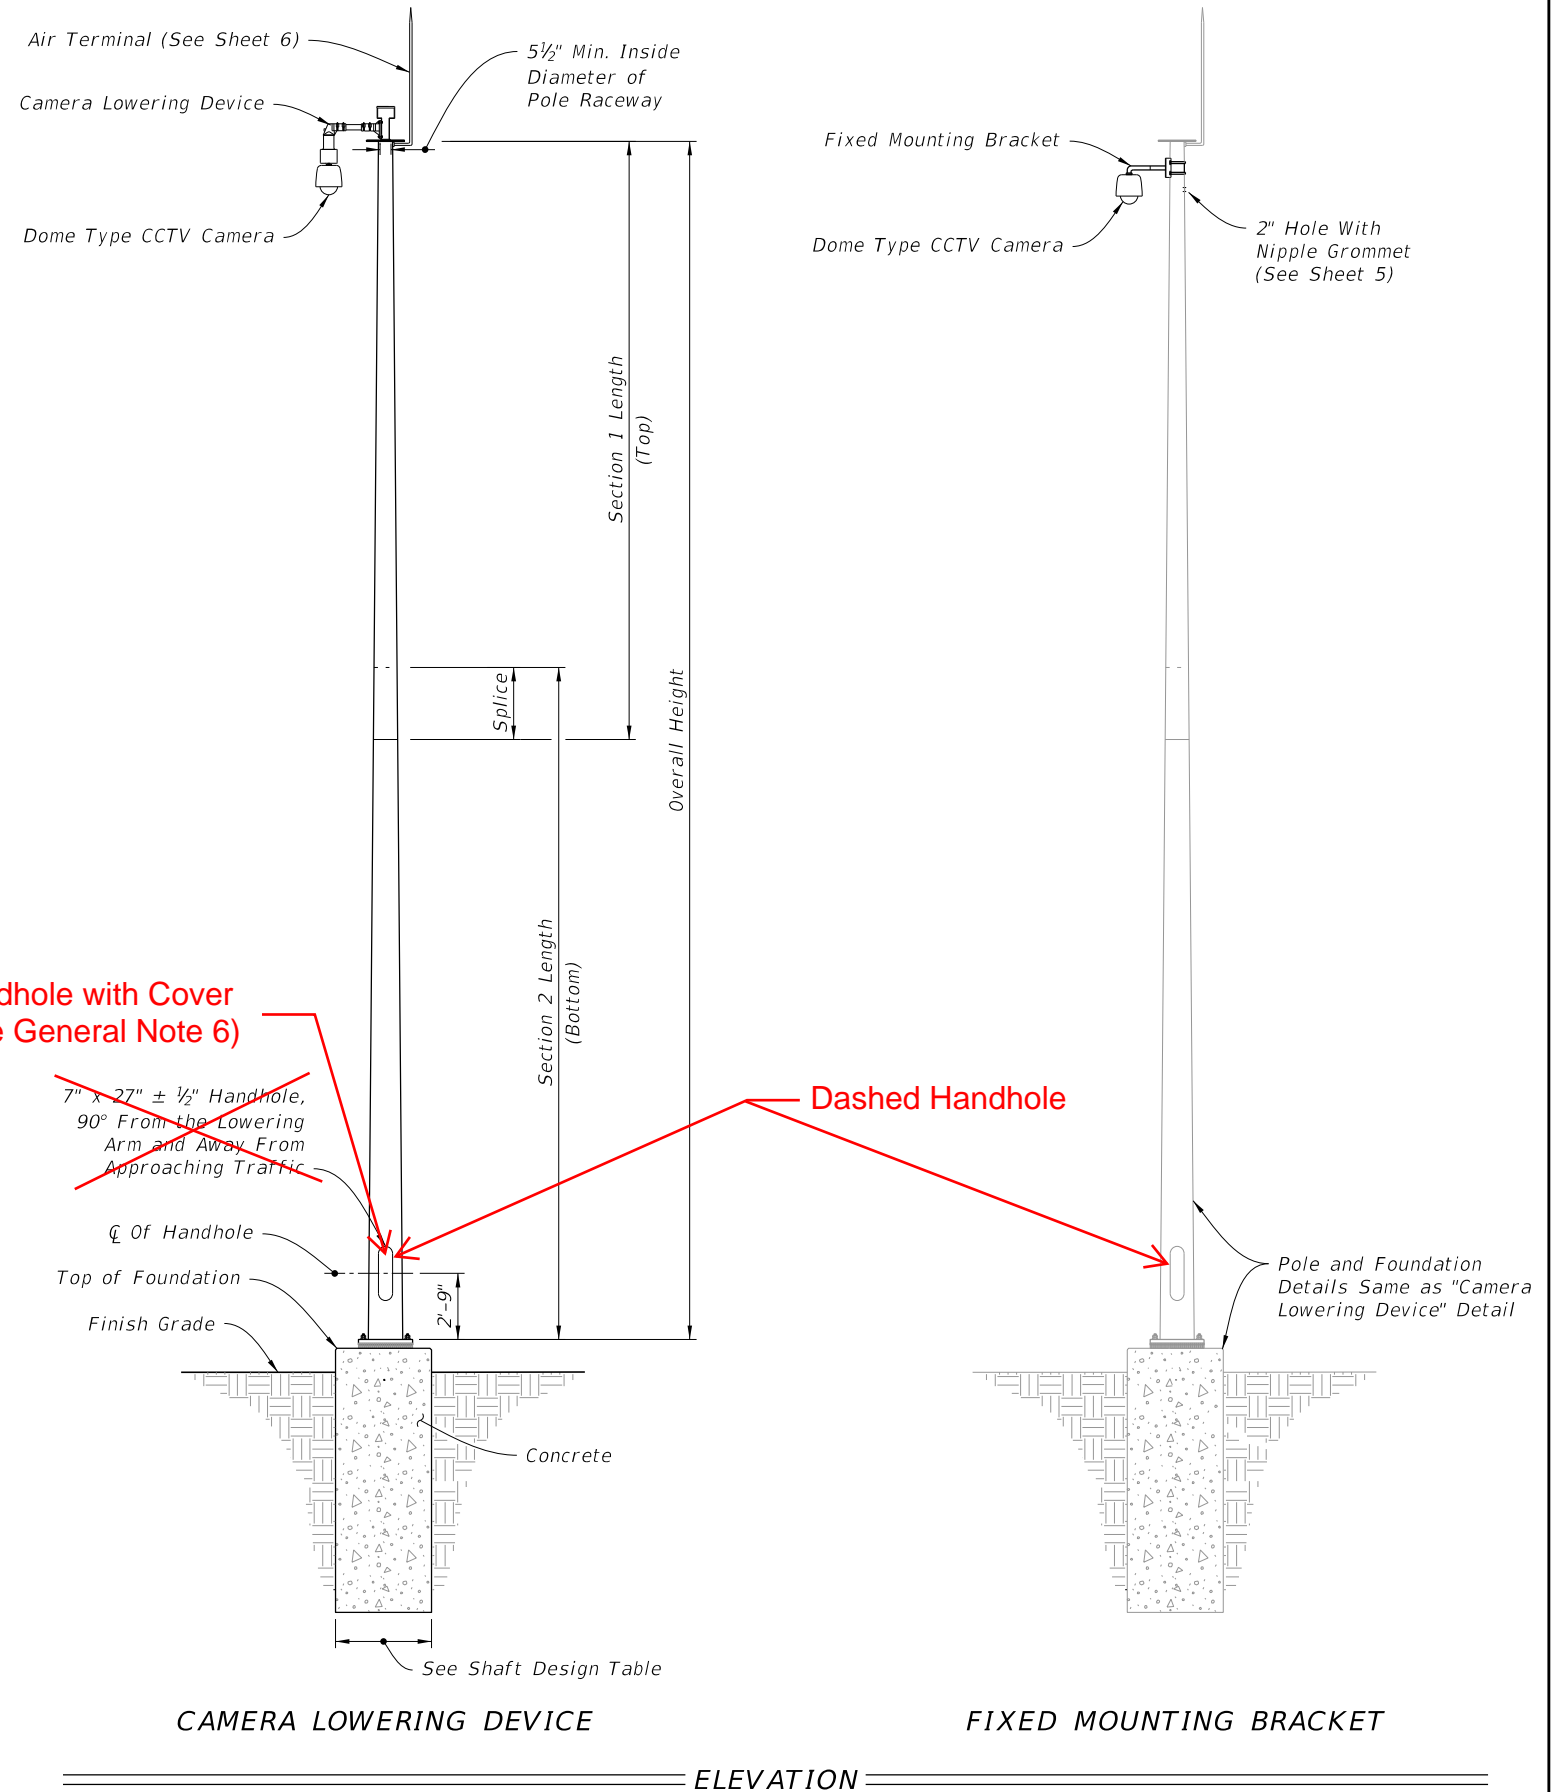 Air Terminal (See Sheet 6)
5½" Min. Inside
Diameter of
Pole Raceway
Camera Lowering Device
Dome Type CCTV Camera
Fixed Mounting Bracket
Dome Type CCTV Camera
2" Hole With
Nipple Grommet
(See Sheet 5)
Section 1 Length
(Top)
Splice
Overall Height
Section 2 Length
(Bottom)
dhole with Cover
e General Note 6)
7" x 27" ± ½" Handhole,
90° From the Lowering
Arm and Away From
Approaching Traffic
Dashed Handhole
℄ Of Handhole
Top of Foundation
Finish Grade
2'-9"
Pole and Foundation
Details Same as "Camera
Lowering Device" Detail
Concrete
See Shaft Design Table
CAMERA LOWERING DEVICE
FIXED MOUNTING BRACKET
ELEVATION